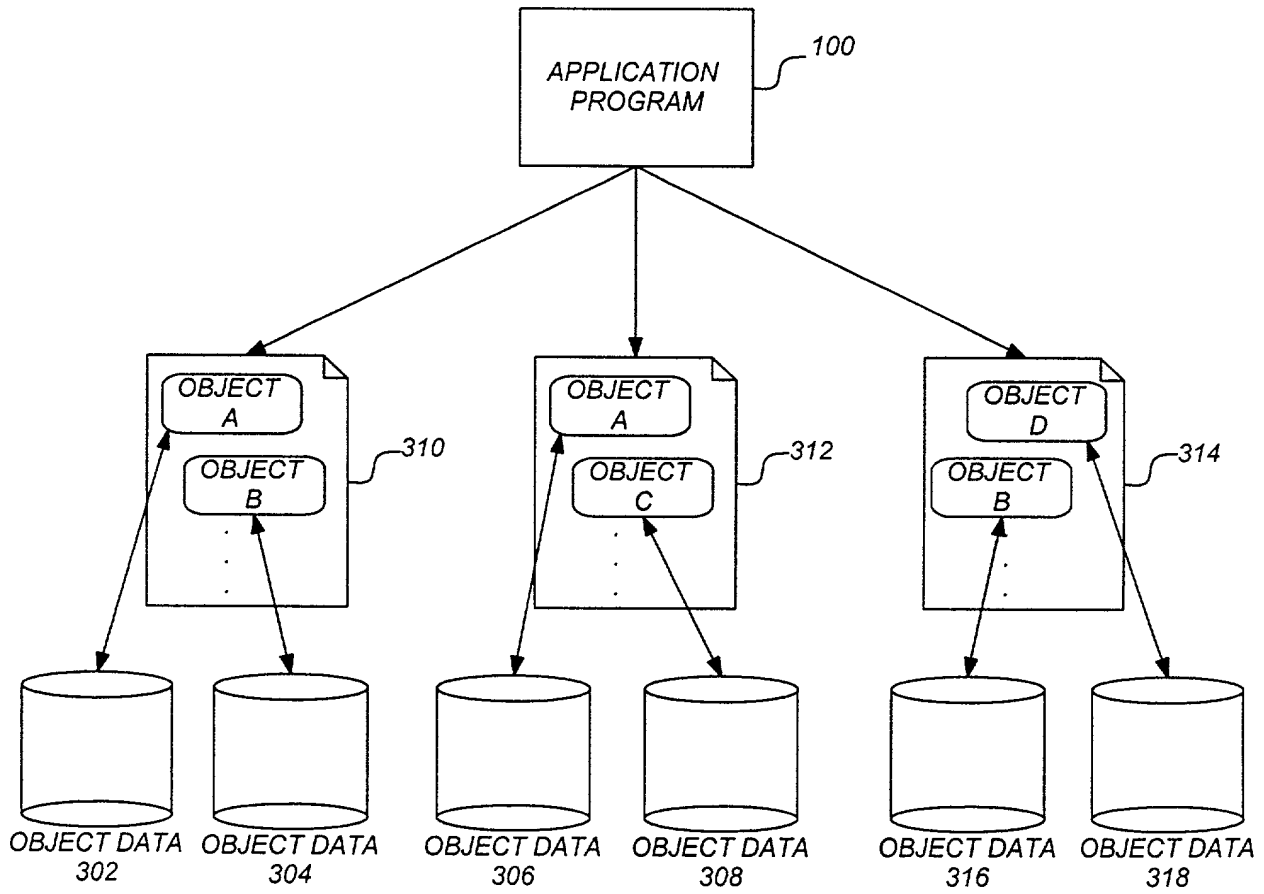 APPLICATION
PROGRAM
100
OBJECT
A
OBJECT
B
310
OBJECT
A
OBJECT
C
312
OBJECT
D
OBJECT
B
314
OBJECT DATA
302
OBJECT DATA
304
OBJECT DATA
306
OBJECT DATA
308
OBJECT DATA
316
OBJECT DATA
318